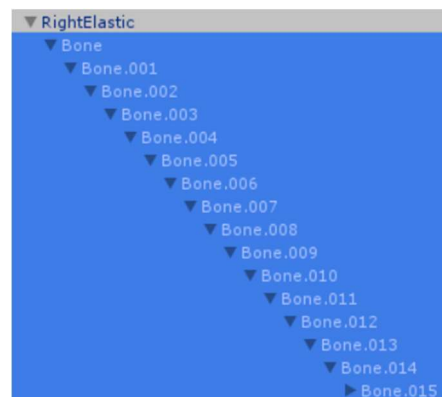 RightElastic
Bone
Bone.001
Bone.002
Bone.003
Bone.004
Bone.005
Bone.006
Bone.007
Bone.008
Bone.009
Bone.010
Bone.011
Bone.012
Bone.013
Bone.014
Bone.015